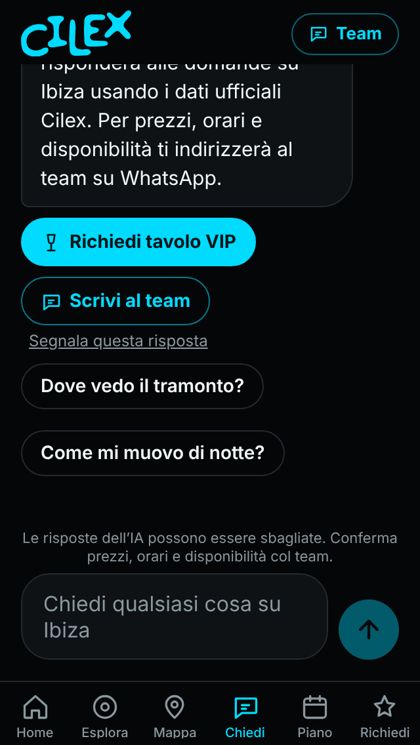 CILEX
Team
risponderà alle domande su
Ibiza usando i dati ufficiali
Cilex. Per prezzi, orari e
disponibilità ti indirizzerà al
team su WhatsApp.
Richiedi tavolo VIP
Scrivi al team
Segnala questa risposta
Dove vedo il tramonto?
Come mi muovo di notte?
Le risposte dell’IA possono essere sbagliate. Conferma
prezzi, orari e disponibilità col team.
Chiedi qualsiasi cosa su
Ibiza
Home
Esplora
Mappa
Chiedi
Piano
Richiedi